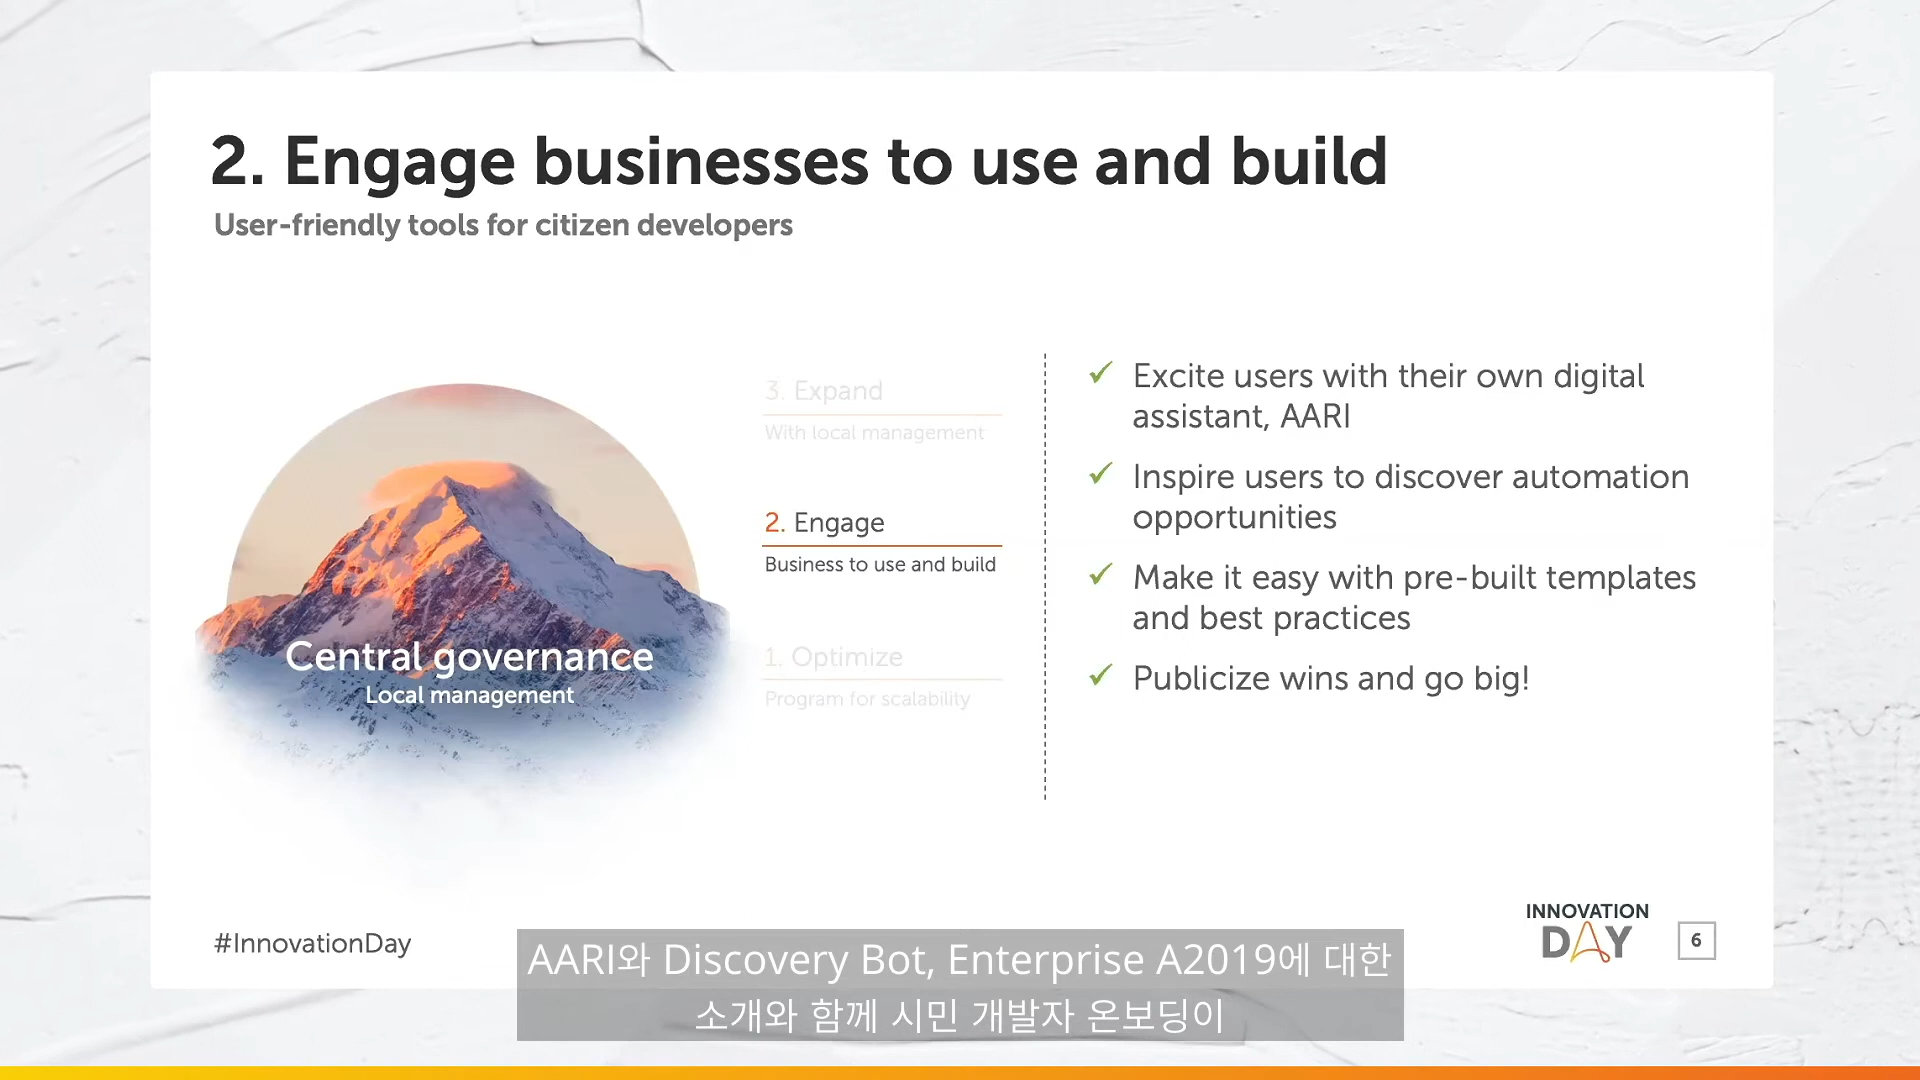 2. Engage businesses to use and build
User-friendly tools for citizen developers
3. Expand
With local management
2. Engage
Business to use and build
1. Optimize
Program for scalability
Central governance
Local management
✓ Excite users with their own digital
assistant, AARI
✓ Inspire users to discover automation
opportunities
✓ Make it easy with pre-built templates
and best practices
✓ Publicize wins and go big!
#InnovationDay
INNOVATION
DAY
6
AARI와 Discovery Bot, Enterprise A2019에 대한
소개와 함께 시민 개발자 온보딩이